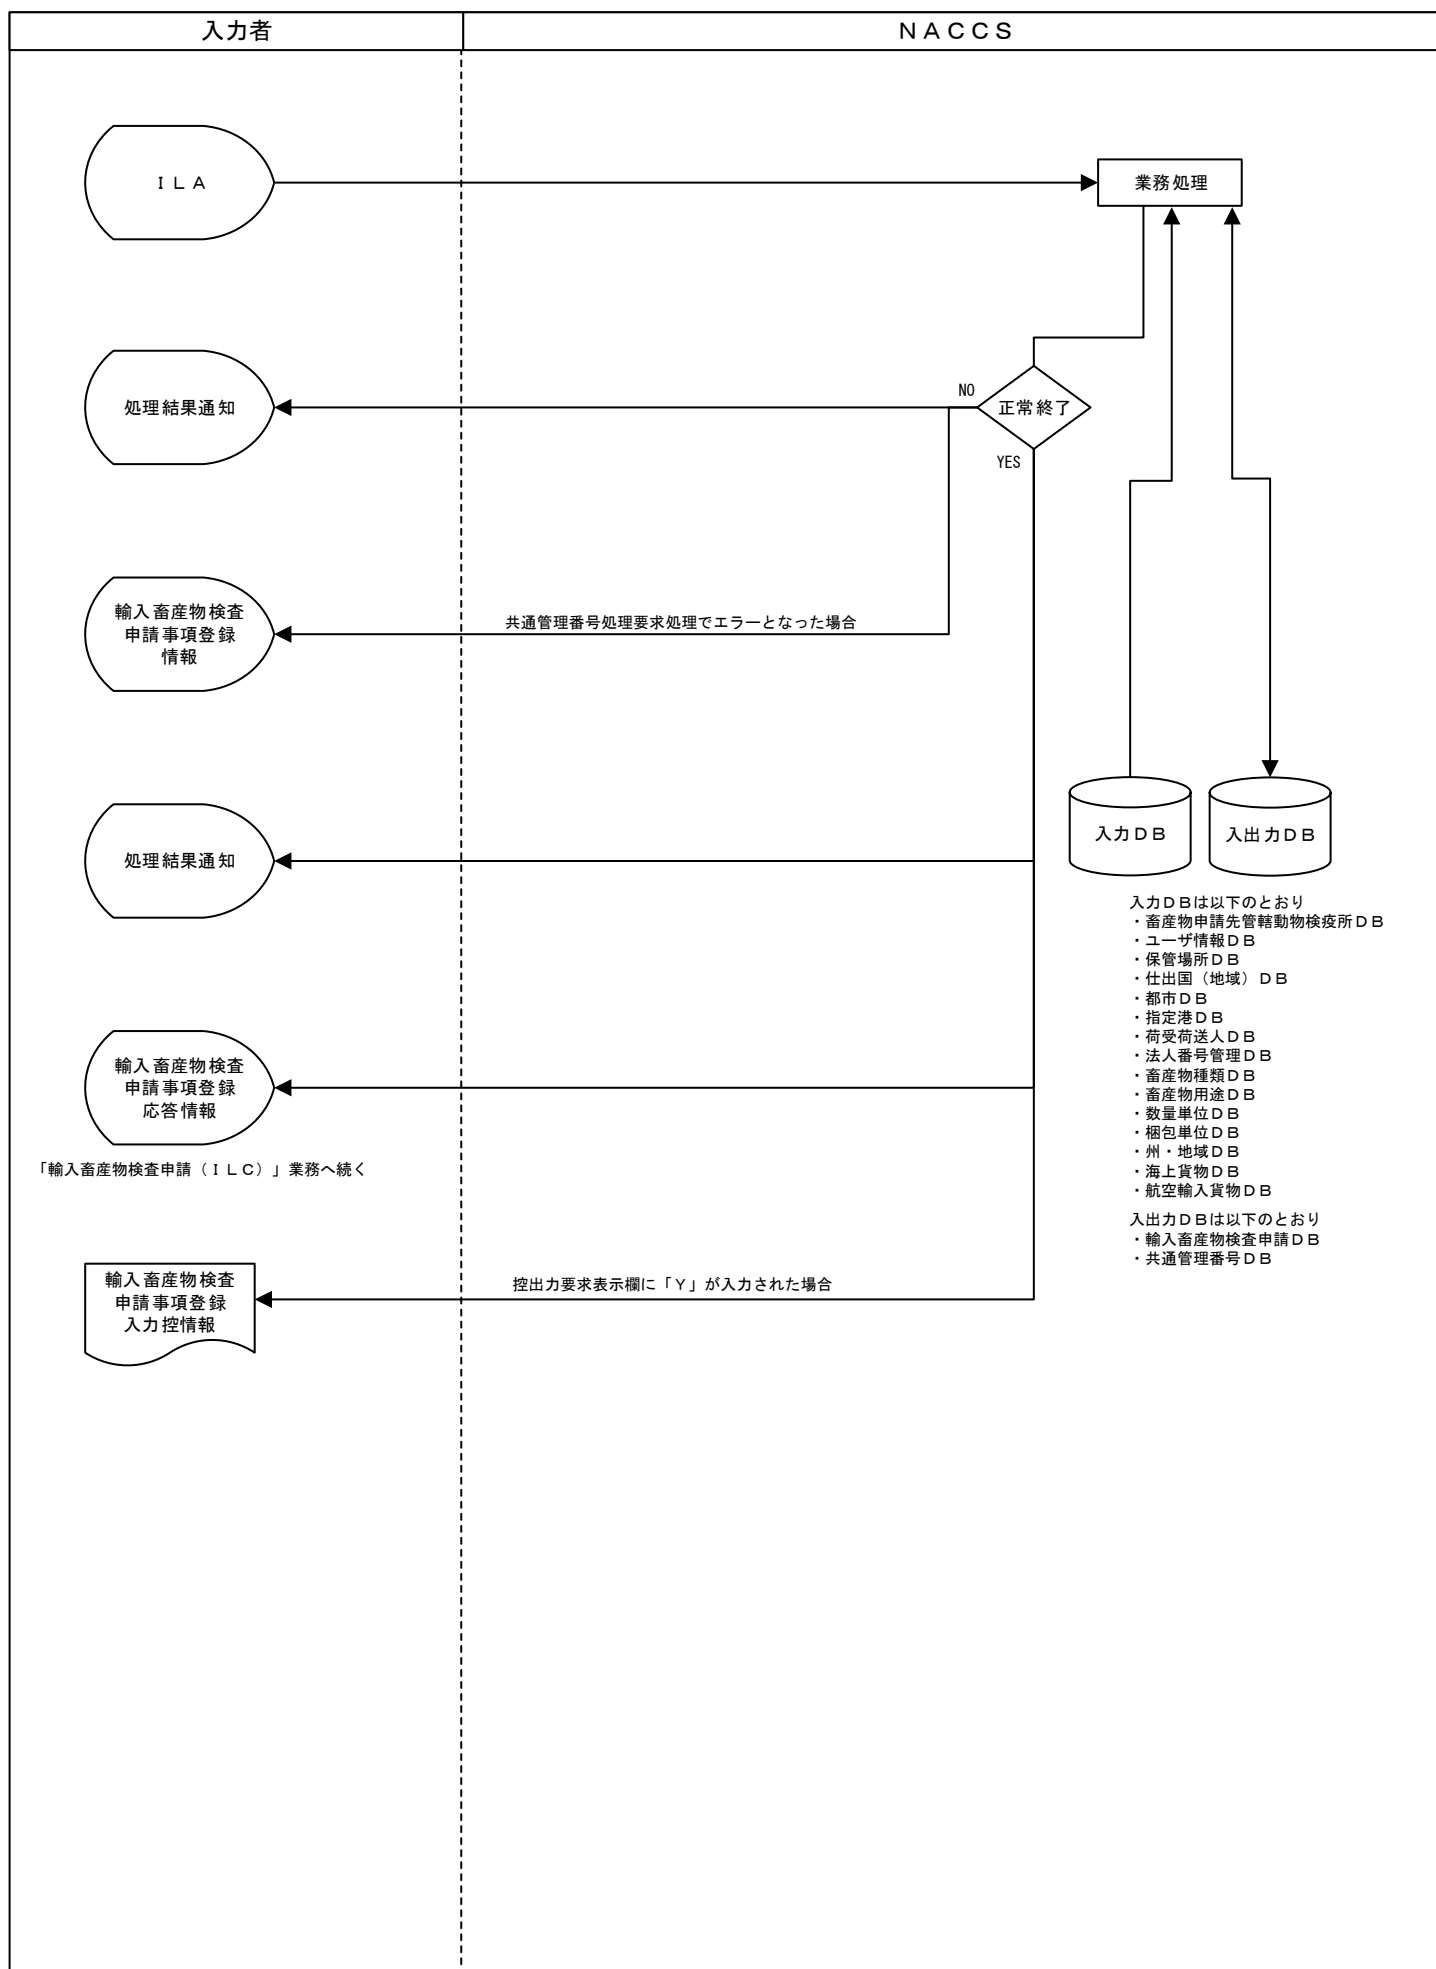 入力者
ＮＡＣＣＳ
ＩＬＡ
業務処理
処理結果通知
NO
正常終了
YES
輸入畜産物検査
申請事項登録
情報
共通管理番号処理要求処理でエラーとなった場合
処理結果通知
入力ＤＢ
入出力ＤＢ
入力ＤＢは以下のとおり
・畜産物申請先管轄動物検疫所ＤＢ
・ユーザ情報ＤＢ
・保管場所ＤＢ
・仕出国（地域）ＤＢ
・都市ＤＢ
・指定港ＤＢ
・荷受荷送人ＤＢ
・法人番号管理ＤＢ
・畜産物種類ＤＢ
・畜産物用途ＤＢ
・数量単位ＤＢ
・梱包単位ＤＢ
・州・地域ＤＢ
・海上貨物ＤＢ
・航空輸入貨物ＤＢ
入出力ＤＢは以下のとおり
・輸入畜産物検査申請ＤＢ
・共通管理番号ＤＢ
輸入畜産物検査
申請事項登録
応答情報
「輸入畜産物検査申請（ＩＬＣ）」業務へ続く
輸入畜産物検査
申請事項登録
入力控情報
控出力要求表示欄に「Ｙ」が入力された場合